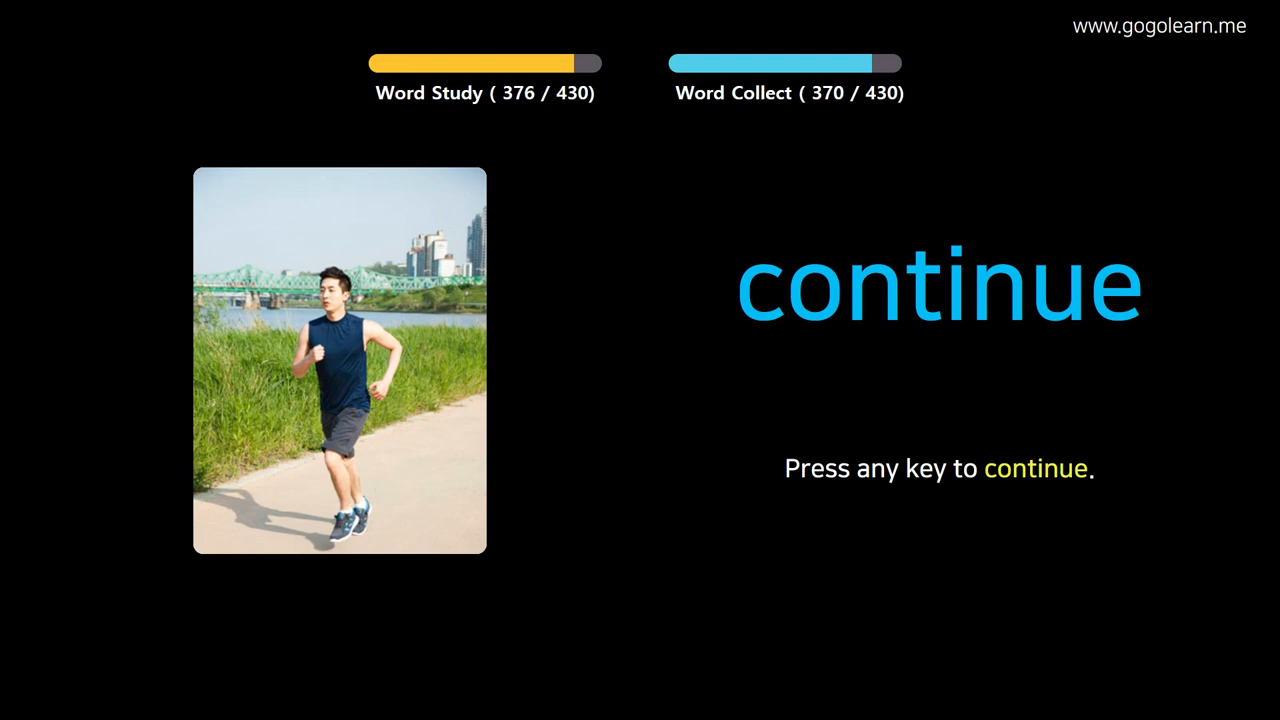 www.gogolearn.me
Word Study ( 376 / 430)
Word Collect ( 370 / 430)
continue
Press any key to continue.